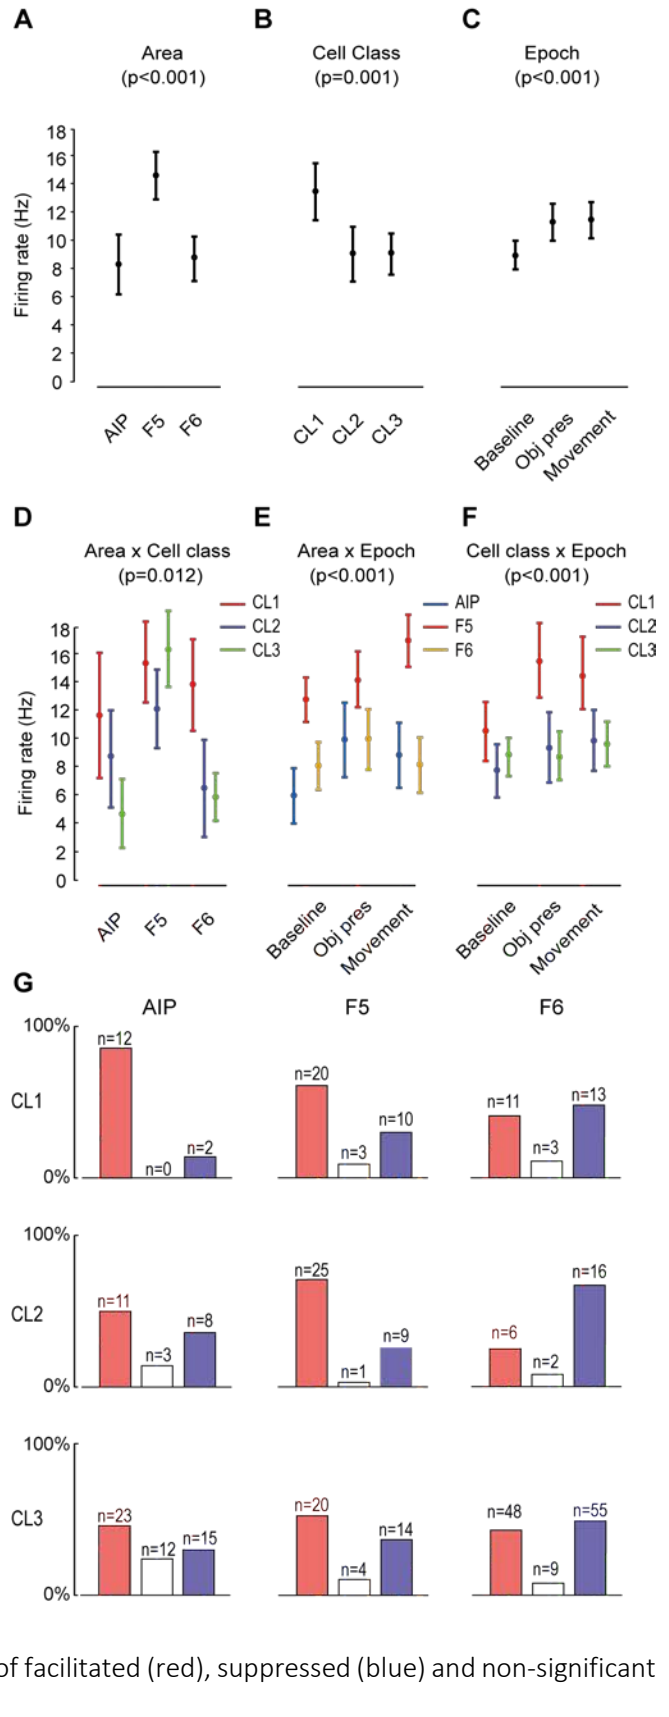 A B C
Area Cell Class Epoch
(p<0.001) (p=0.001) (p<0.001)
Firing rate (Hz)
18
16
14
12
10
8
6
4
2
0
AIP F5 F6 CL1 CL2 CL3 Baseline Obj pres Movement
D E F
Area x Cell class Area x Epoch Cell class x Epoch
(p=0.012) (p<0.001) (p<0.001)
CL1 AIP CL1
CL2 F5 CL2
CL3 F6 CL3
Firing rate (Hz)
18
16
14
12
10
8
6
4
2
0
AIP F5 F6 Baseline Obj pres Movement Baseline Obj pres Movement
G
AIP F5 F6
100%
CL1
0%
n=12 n=0 n=2
n=20 n=3 n=10
n=11 n=3 n=13
100%
CL2
0%
n=11 n=3 n=8
n=25 n=1 n=9
n=6 n=2 n=16
100%
CL3
0%
n=23 n=12 n=15
n=20 n=4 n=14
n=48 n=9 n=55
of facilitated (red), suppressed (blue) and non-significant